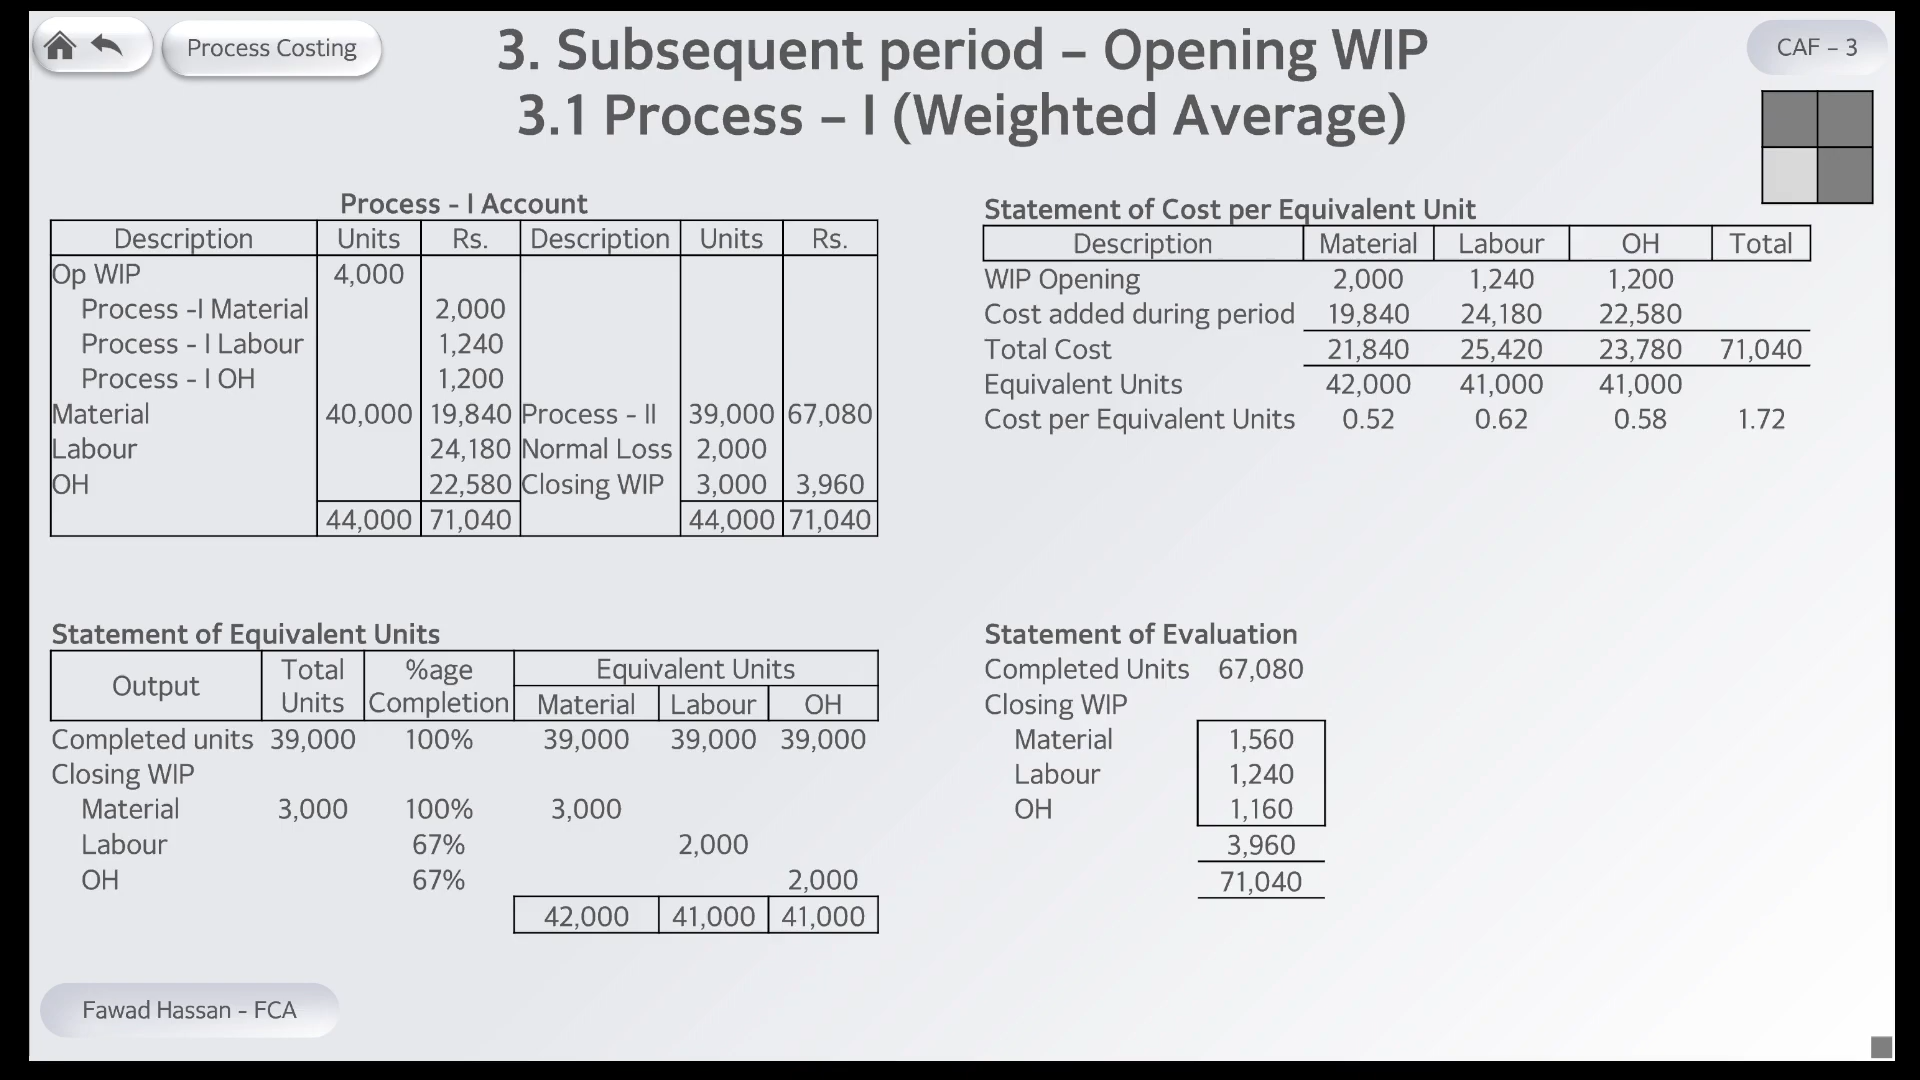 Process Costing
3. Subsequent period – Opening WIP
3.1 Process – I (Weighted Average)
CAF – 3
Process - I Account
Description Units Rs. Description Units Rs.
Op WIP 4,000
Process -I Material 2,000
Process - I Labour 1,240
Process - I OH 1,200
Material 40,000 19,840 Process - II 39,000 67,080
Labour 24,180 Normal Loss 2,000
OH 22,580 Closing WIP 3,000 3,960
44,000 71,040 44,000 71,040
Statement of Cost per Equivalent Unit
Description Material Labour OH Total
WIP Opening 2,000 1,240 1,200
Cost added during period 19,840 24,180 22,580
Total Cost 21,840 25,420 23,780 71,040
Equivalent Units 42,000 41,000 41,000
Cost per Equivalent Units 0.52 0.62 0.58 1.72
Statement of Equivalent Units
Output Total Units %age Completion Equivalent Units
Material Labour OH
Completed units 39,000 100% 39,000 39,000 39,000
Closing WIP
Material 3,000 100% 3,000
Labour 67% 2,000
OH 67% 2,000
42,000 41,000 41,000
Statement of Evaluation
Completed Units 67,080
Closing WIP
Material 1,560
Labour 1,240
OH 1,160
3,960
71,040
Fawad Hassan - FCA